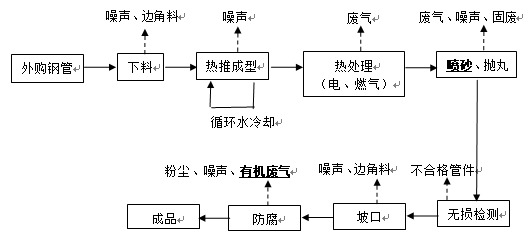 噪声、边角料
噪声
废气
废气、噪声、固废
外购钢管
下料
热推成型
热处理
（电、燃气）
喷砂、抛丸
循环水冷却
粉尘、噪声、有机废气
噪声、边角料
不合格管件
成品
防腐
坡口
无损检测